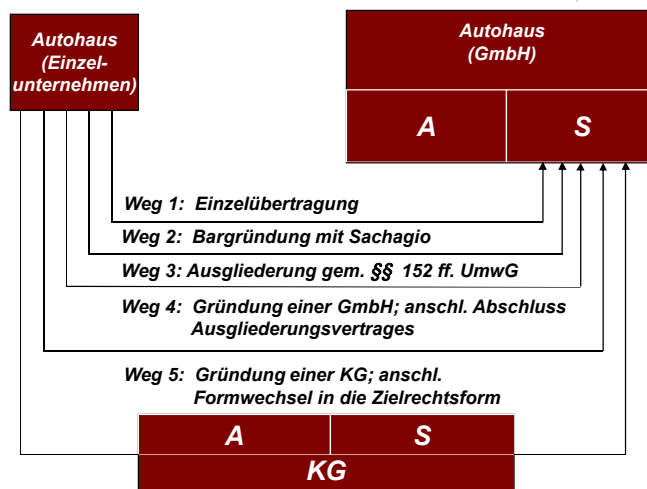 Autohaus
(Einzel-
unternehmen)
Autohaus
(GmbH)
A
S
Weg 1: Einzelübertragung
Weg 2: Bargründung mit Sachagio
Weg 3: Ausgliederung gem. §§ 152 ff. UmwG
Weg 4: Gründung einer GmbH; anschl. Abschluss
Ausgliederungsvertrages
Weg 5: Gründung einer KG; anschl.
Formwechsel in die Zielrechtsform
A
S
KG